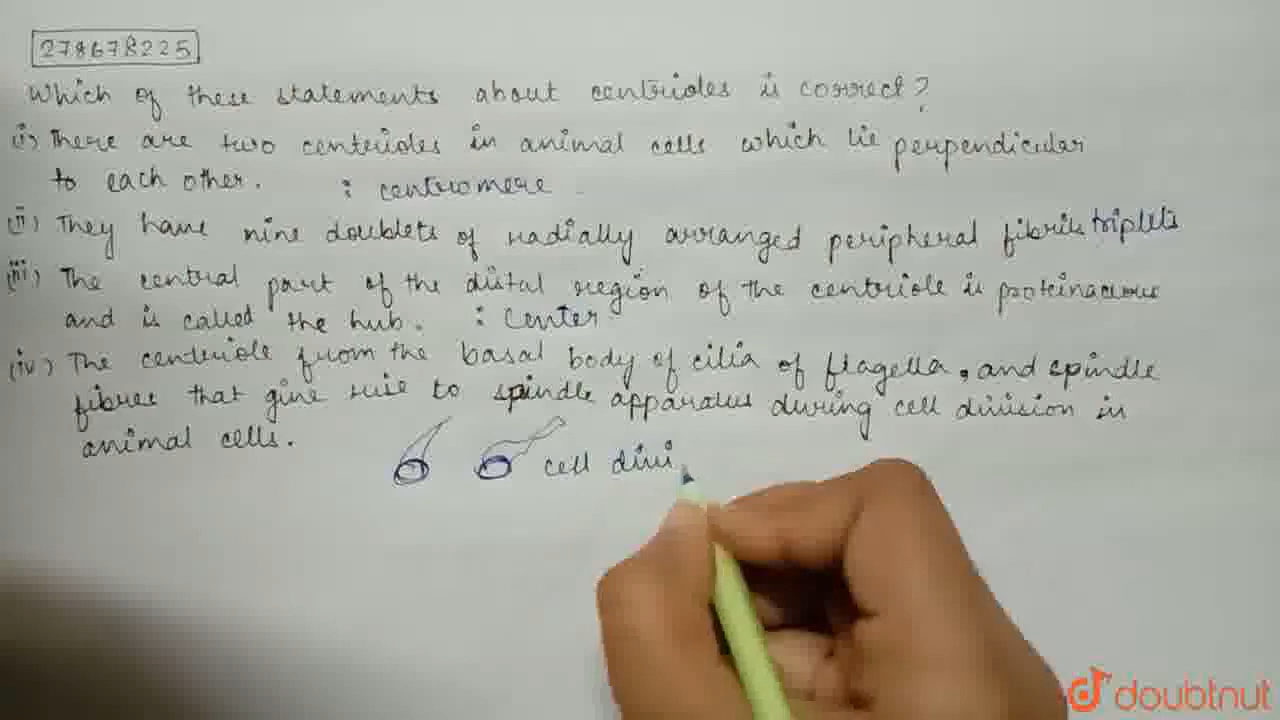 278678225
Which of these statements about centrioles is correct?
(i) There are two centrioles in animal cells which lie perpendicular
to each other. : centromere
(ii) They have nine doublets of radially arranged peripheral fibrils triplets
(iii) The central part of the distal region of the centriole is proteinacious
and is called the hub. : Center
(iv) The centriole from the basal body of cilia of flagella, and spindle
fibres that give rise to spindle apparatus during cell division in
animal cells.
cell divi
doubtnut